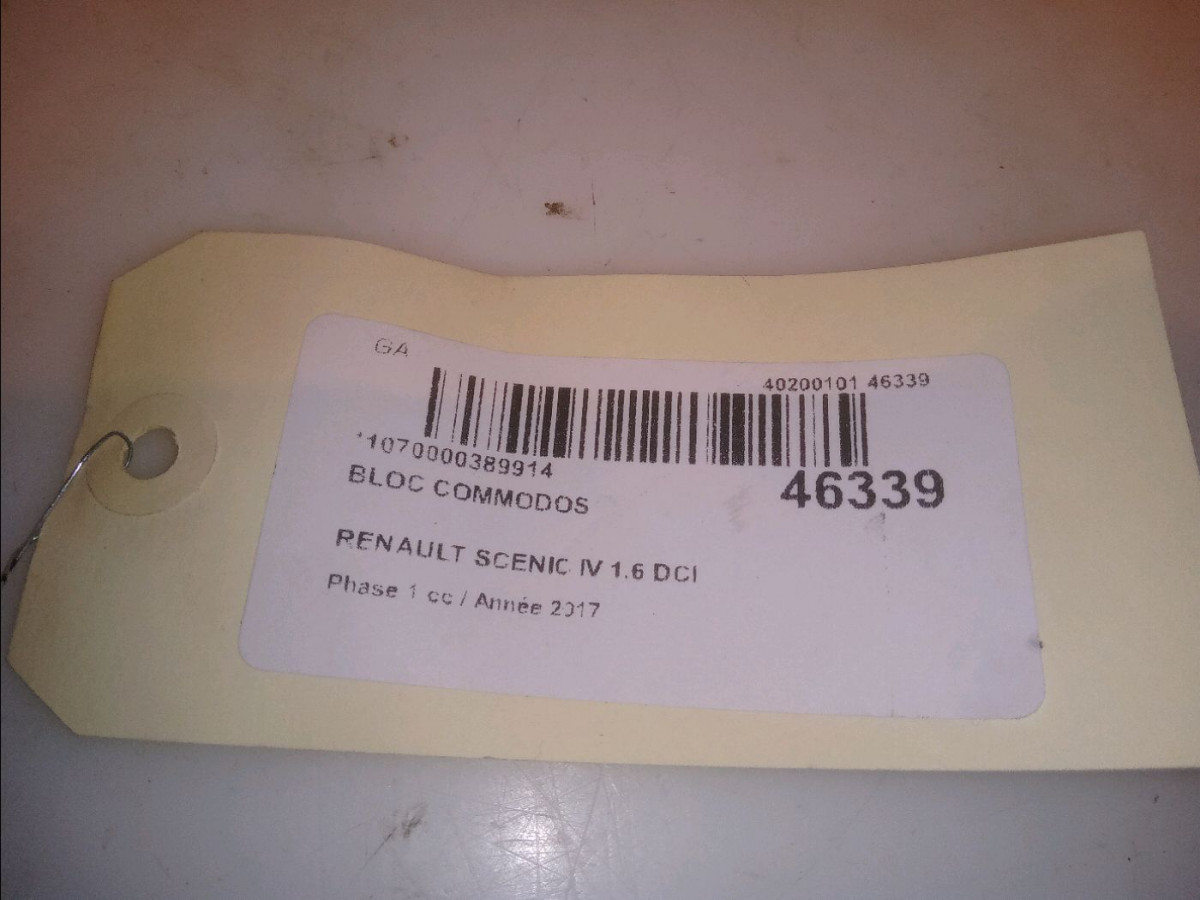 GA
40200101 46339
*1070000389914
46339
BLOC COMMODOS
RENAULT SCENIC IV 1.6 DCI
Phase 1 cc / Année 2017